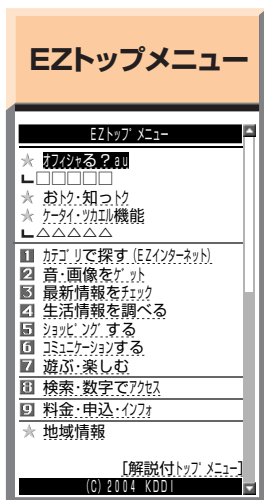 EZトップメニュー
EZトップメニュー
★ オフィシャる？au
┗□□□□□
★ おトク・知っトク
★ ケータイ・ツカエル機能
┗△△△△△
1 カテゴリで探す(EZインターネット)
2 音・画像をゲット
3 最新情報をチェック
4 生活情報を調べる
5 ショッピングする
6 コミュニケーションする
7 遊ぶ・楽しむ
8 検索・数字でアクセス
9 料金・申込・インフォ
★ 地域情報
[解説付トップメニュー]
(C)2004 KDDI